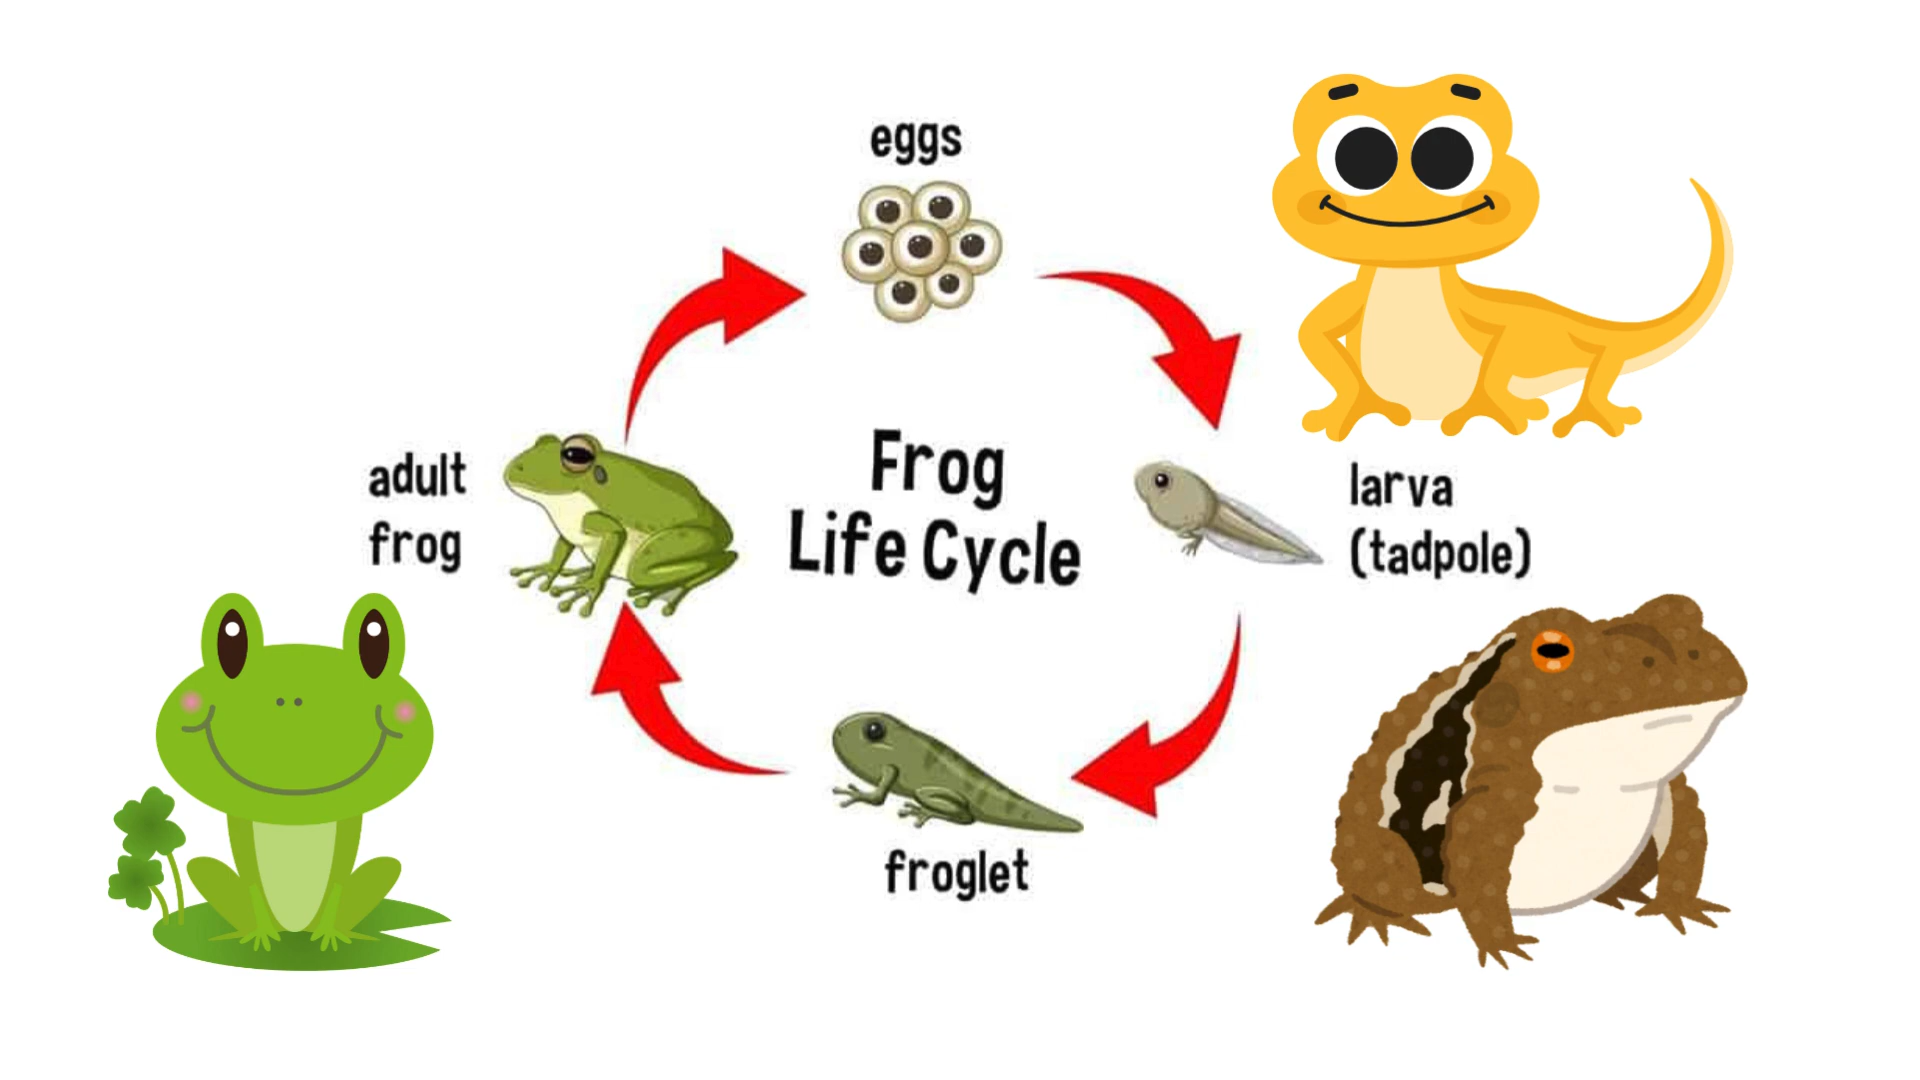 eggs
adult
frog
Frog
Life Cycle
larva
(tadpole)
froglet